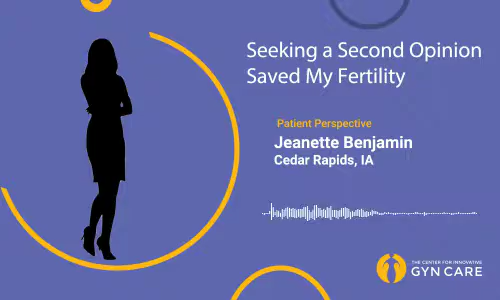 Seeking a Second Opinion
Saved My Fertility
Patient Perspective
Jeanette Benjamin
Cedar Rapids, IA
THE CENTER FOR INNOVATIVE
GYN CARE